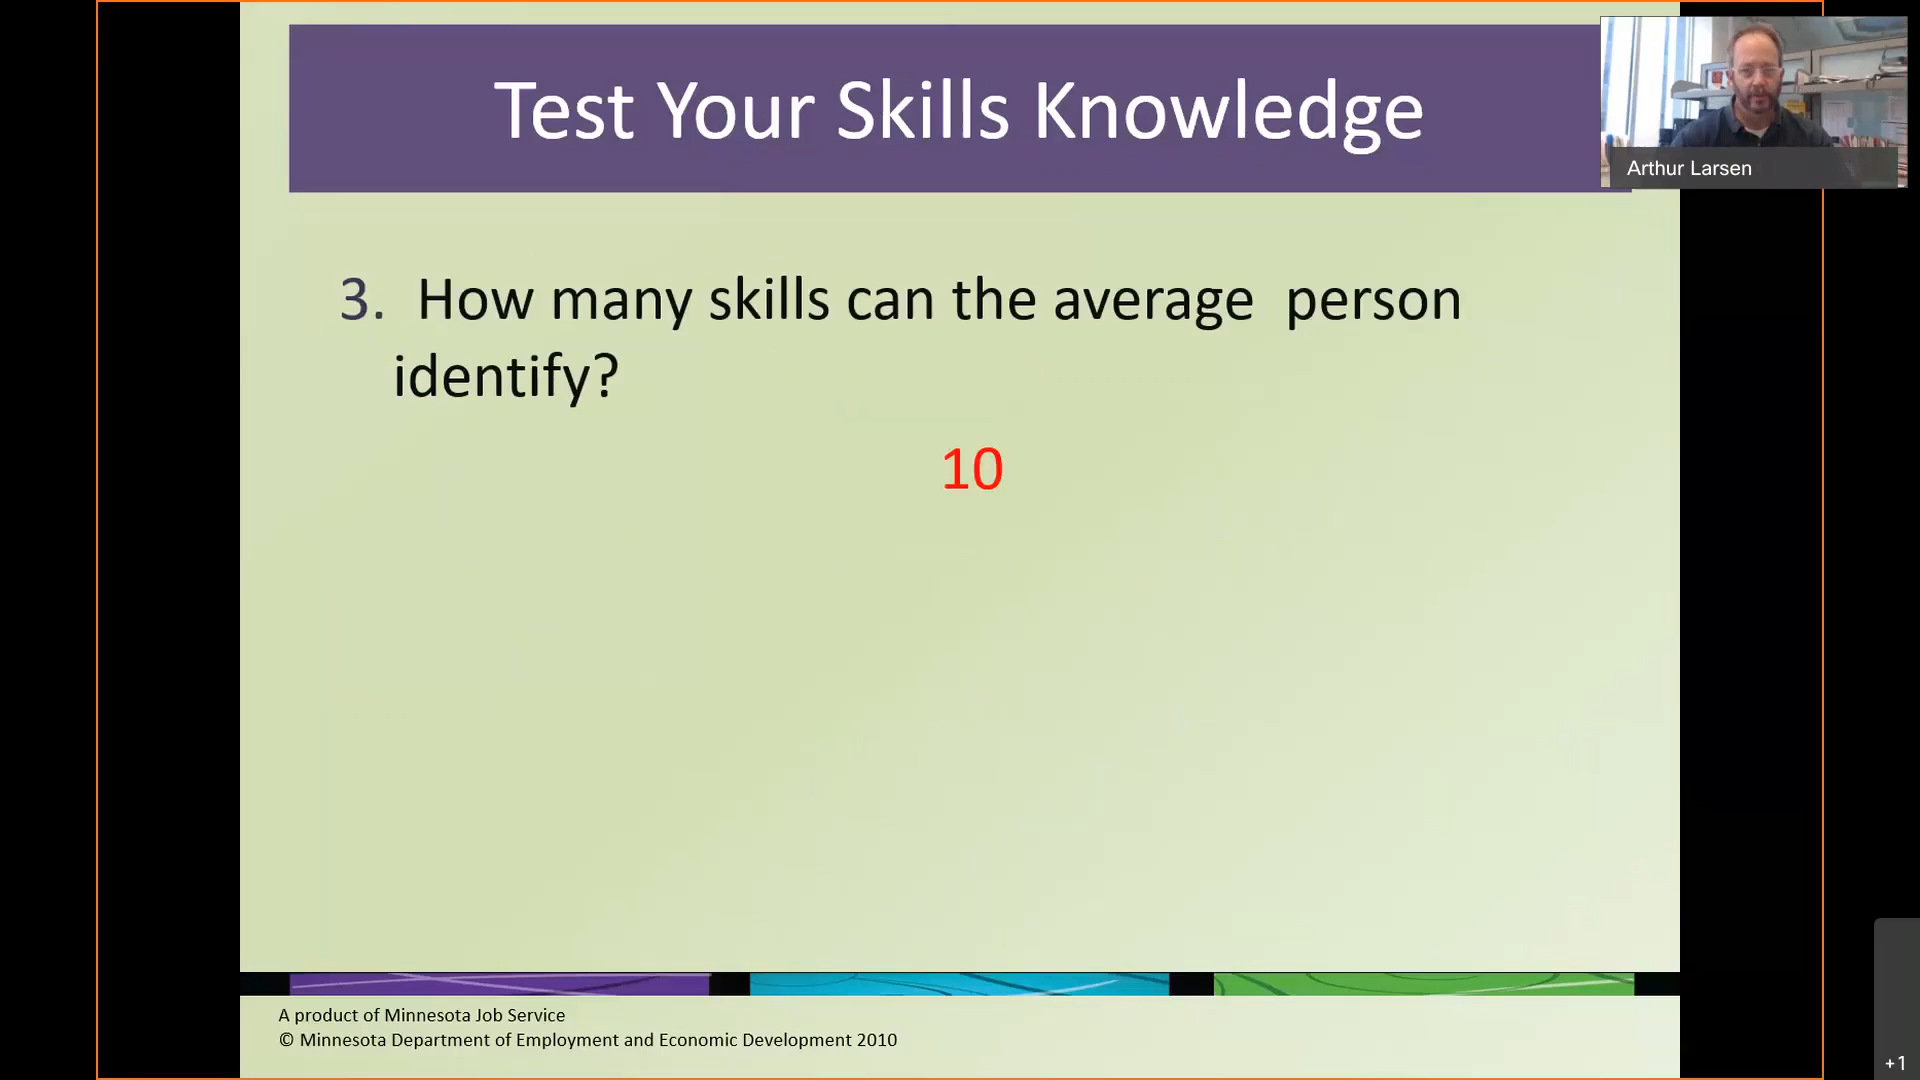 Test Your Skills Knowledge
Arthur Larsen
3. How many skills can the average person
identify?
10
A product of Minnesota Job Service
© Minnesota Department of Employment and Economic Development 2010
+1